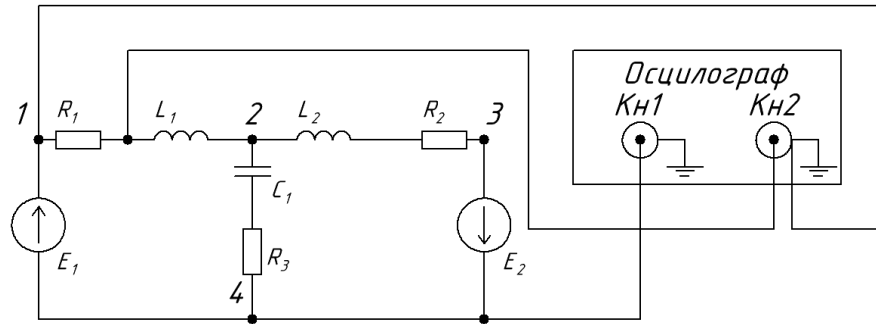 Осцилограф
Кн1 Кн2
1 R1 L1 2 L2 R2 3
C1
E1 R3 E2
4